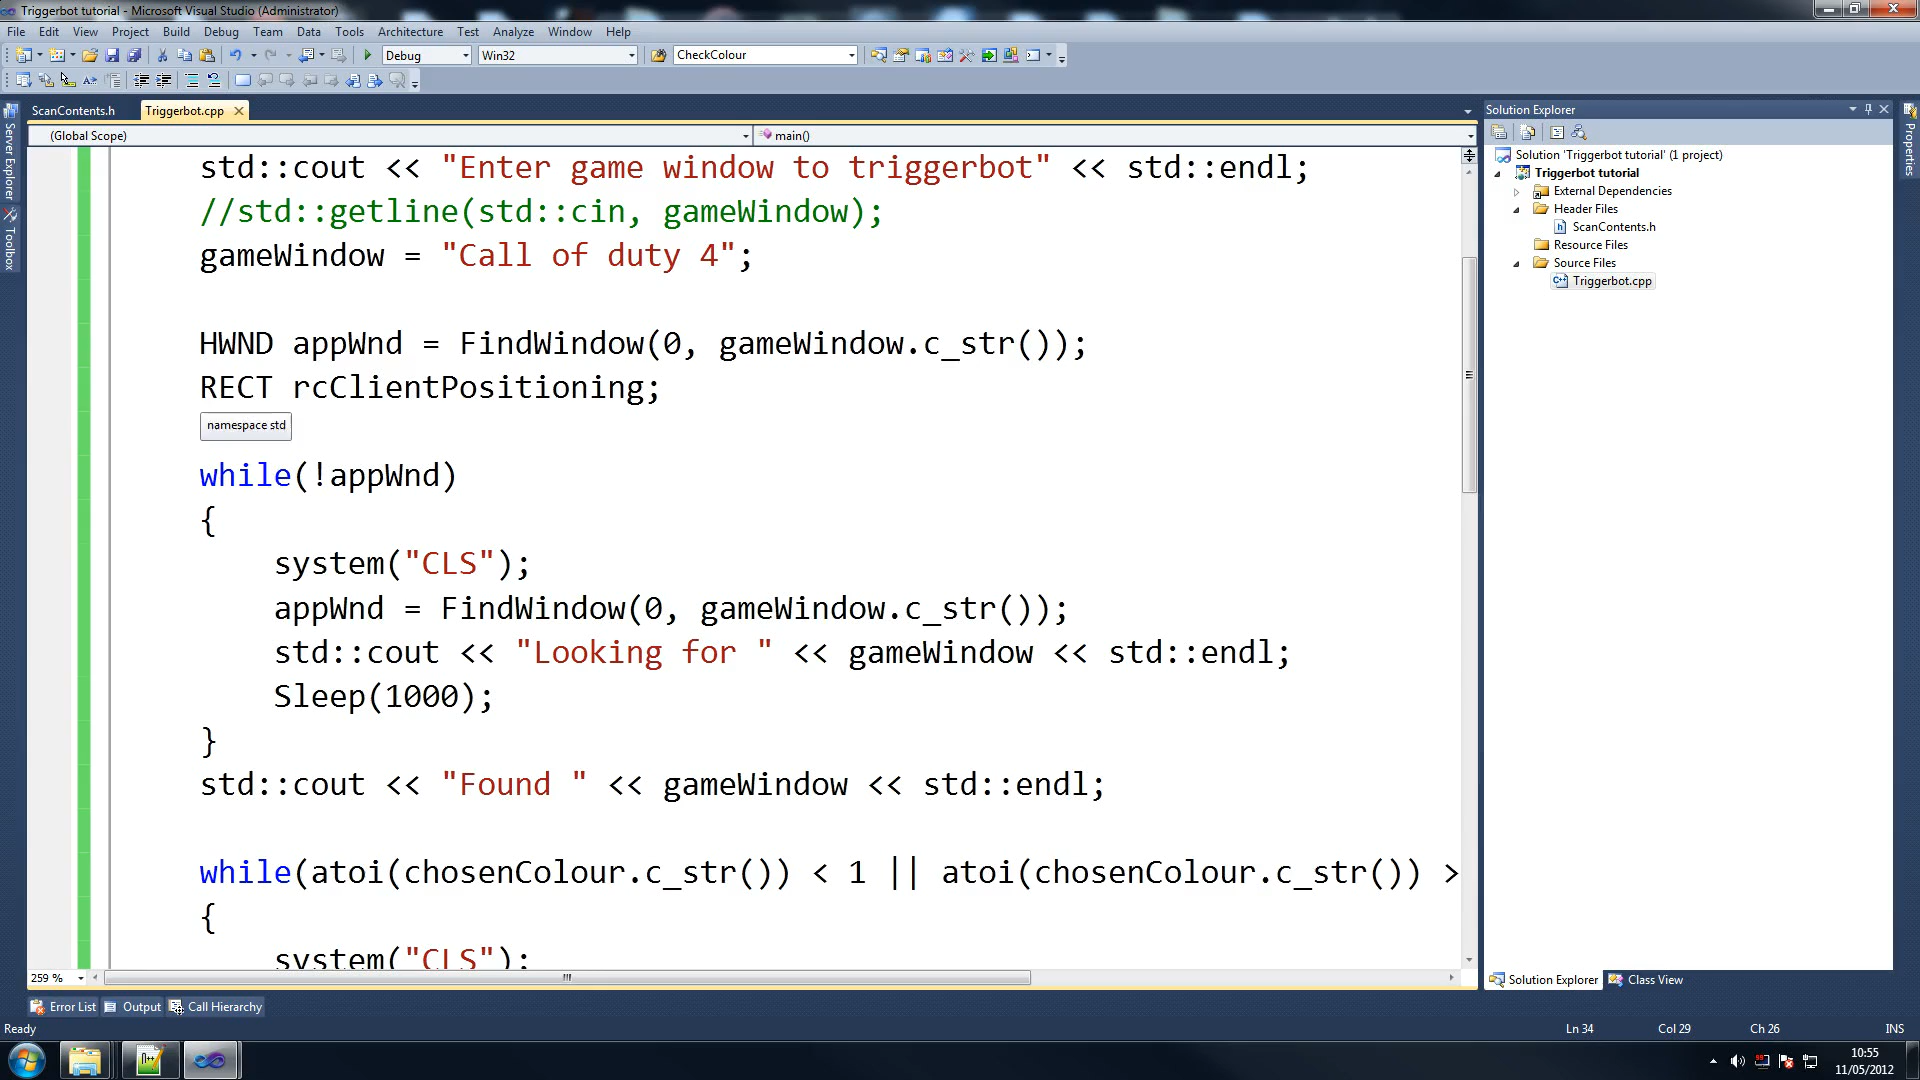 Triggerbot tutorial - Microsoft Visual Studio (Administrator)
File Edit View Project Build Debug Team Data Tools Architecture Test Analyze Window Help
Debug Win32 CheckColour
ScanContents.h Triggerbot.cpp
(Global Scope) main()
std::cout << "Enter game window to triggerbot" << std::endl;
//std::getline(std::cin, gameWindow);
gameWindow = "Call of duty 4";
HWND appWnd = FindWindow(0, gameWindow.c_str());
RECT rcClientPositioning;
namespace std
while(!appWnd)
{
system("CLS");
appWnd = FindWindow(0, gameWindow.c_str());
std::cout << "Looking for " << gameWindow << std::endl;
Sleep(1000);
}
std::cout << "Found " << gameWindow << std::endl;
while(atoi(chosenColour.c_str()) < 1 || atoi(chosenColour.c_str()) >
{
system("CLS");
259 %
Server Explorer
Toolbox
Solution Explorer
Solution 'Triggerbot tutorial' (1 project)
Triggerbot tutorial
External Dependencies
Header Files
ScanContents.h
Resource Files
Source Files
Triggerbot.cpp
Solution Explorer Class View
Properties
Error List Output Call Hierarchy
Ready Ln 34 Col 29 Ch 26 INS
10:55
11/05/2012